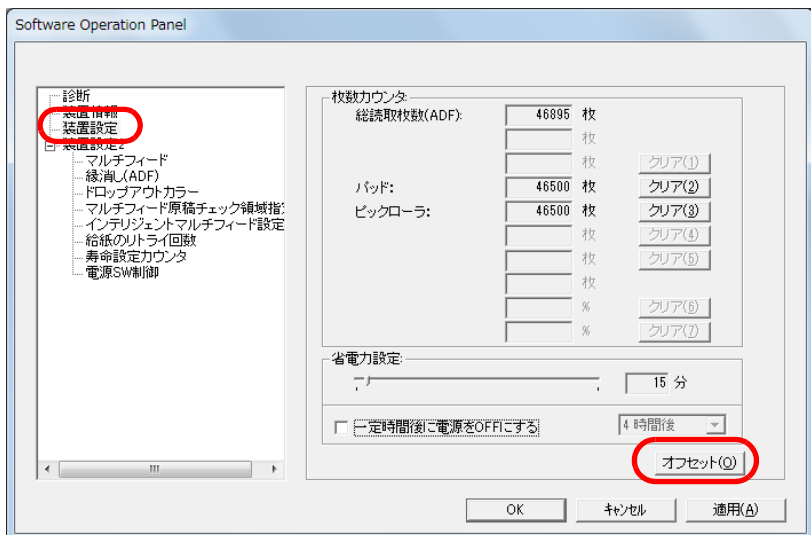 Software Operation Panel
診断
装置情報
装置設定
装置設定2
マルチフィード
縁消し(ADF)
ドロップアウトカラー
マルチフィード原稿チェック領域指
インテリジェントマルチフィード設定
給紙のリトライ回数
寿命設定カウンタ
電源SW制御
枚数カウンタ
総読取枚数(ADF): 46895 枚
枚
枚 クリア(1)
パッド: 46500 枚 クリア(2)
ピックローラ: 46500 枚 クリア(3)
枚 クリア(4)
枚 クリア(5)
枚
% クリア(6)
% クリア(7)
省電力設定:
15 分
一定時間後に電源をOFFにする 4 時間後
オフセット(O)
OK キャンセル 適用(A)